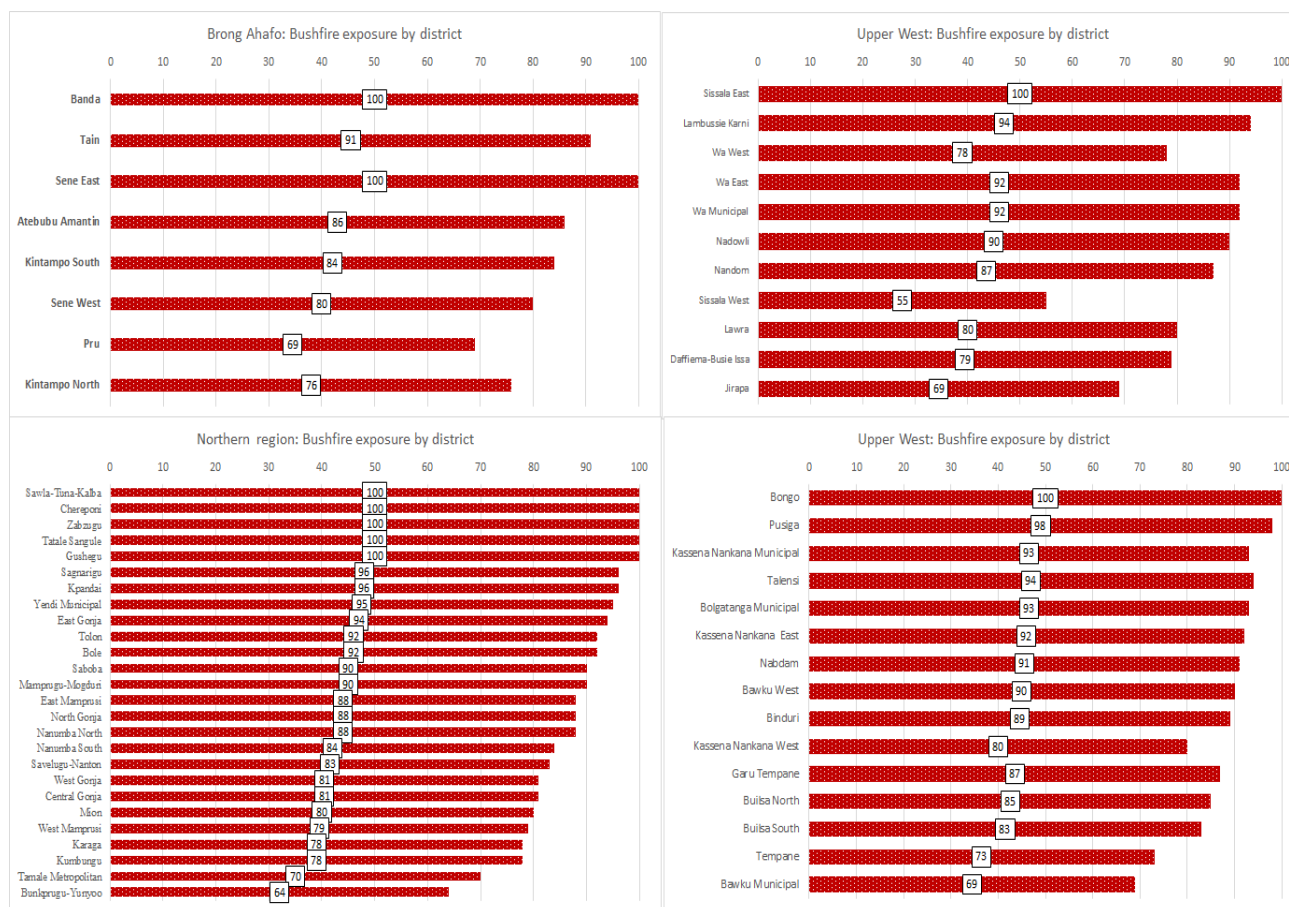 Brong Ahafo: Bushfire exposure by district
0 10 20 30 40 50 60 70 80 90 100
Banda 100
Tain 91
Sene East 100
Atebubu Amantin 86
Kintampo South 84
Sene West 80
Pru 69
Kintampo North 76
Upper West: Bushfire exposure by district
0 10 20 30 40 50 60 70 80 90 100
Sissala East 100
Lambussie Karni 94
Wa West 78
Wa East 92
Wa Municipal 92
Nadowli 90
Nandom 87
Sissala West 55
Lawra 80
Daffiema-Busie Issa 79
Jirapa 69
Northern region: Bushfire exposure by district
0 10 20 30 40 50 60 70 80 90 100
Sawla-Tuna-Kalba 100
Chereponi 100
Zabzugu 100
Tatale Sangule 100
Gushegu 100
Sagnarigu 96
Kpandai 96
Yendi Municipal 95
East Gonja 94
Tolon 92
Bole 92
Saboba 90
Mamprugu-Mogduri 90
East Mamprusi 88
North Gonja 88
Nanumba North 88
Nanumba South 84
Savelugu-Nanton 83
West Gonja 81
Central Gonja 81
Mion 80
West Mamprusi 79
Karaga 78
Kumbungu 78
Tamale Metropolitan 70
Bunkprugu-Yunyoo 64
Upper West: Bushfire exposure by district
0 10 20 30 40 50 60 70 80 90 100
Bongo 100
Pusiga 98
Kassena Nankana Municipal 93
Talensi 94
Bolgatanga Municipal 93
Kassena Nankana East 92
Nabdam 91
Bawku West 90
Binduri 89
Kassena Nankana West 80
Garu Tempane 87
Builsa North 85
Builsa South 83
Tempane 73
Bawku Municipal 69